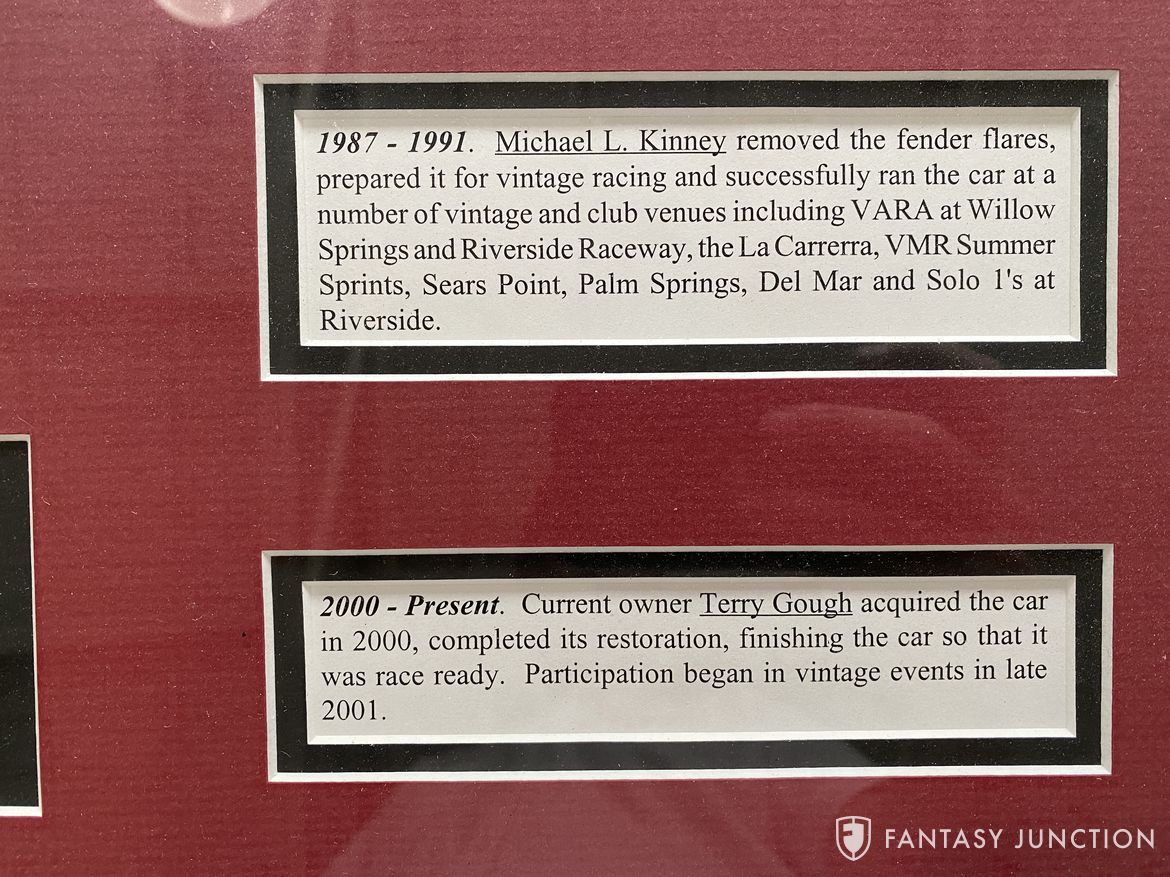 1987 - 1991. Michael L. Kinney removed the fender flares,
prepared it for vintage racing and successfully ran the car at a
number of vintage and club venues including VARA at Willow
Springs and Riverside Raceway, the La Carrerra, VMR Summer
Sprints, Sears Point, Palm Springs, Del Mar and Solo 1's at
Riverside.
2000 - Present. Current owner Terry Gough acquired the car
in 2000, completed its restoration, finishing the car so that it
was race ready. Participation began in vintage events in late
2001.
FANTASY JUNCTION